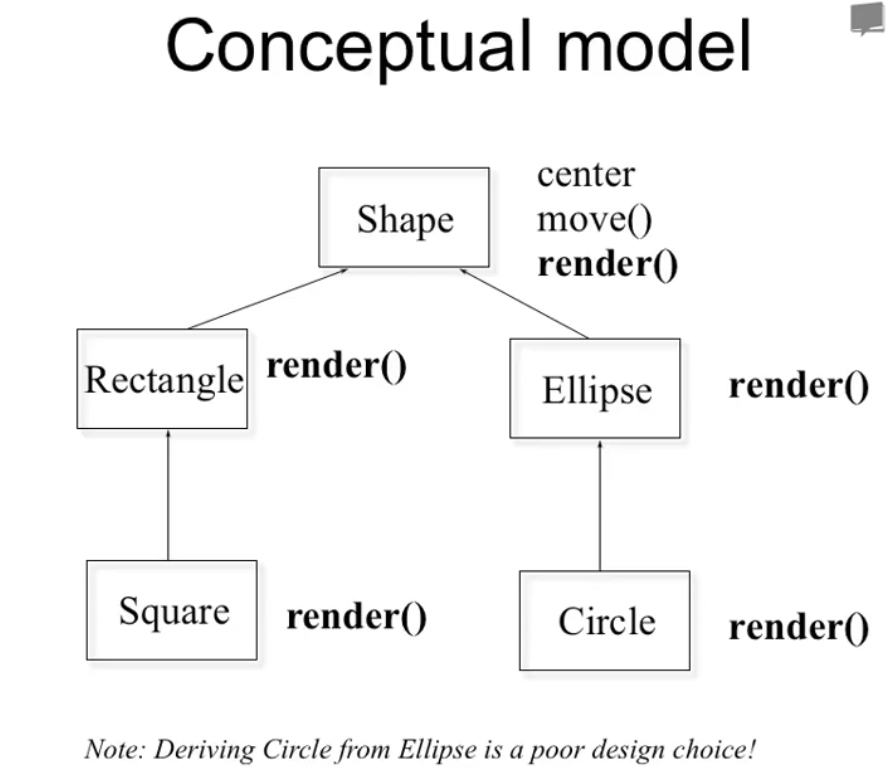 Conceptual model
Shape
center
move()
render()
Rectangle
render()
Ellipse
render()
Square
render()
Circle
render()
Note: Deriving Circle from Ellipse is a poor design choice!